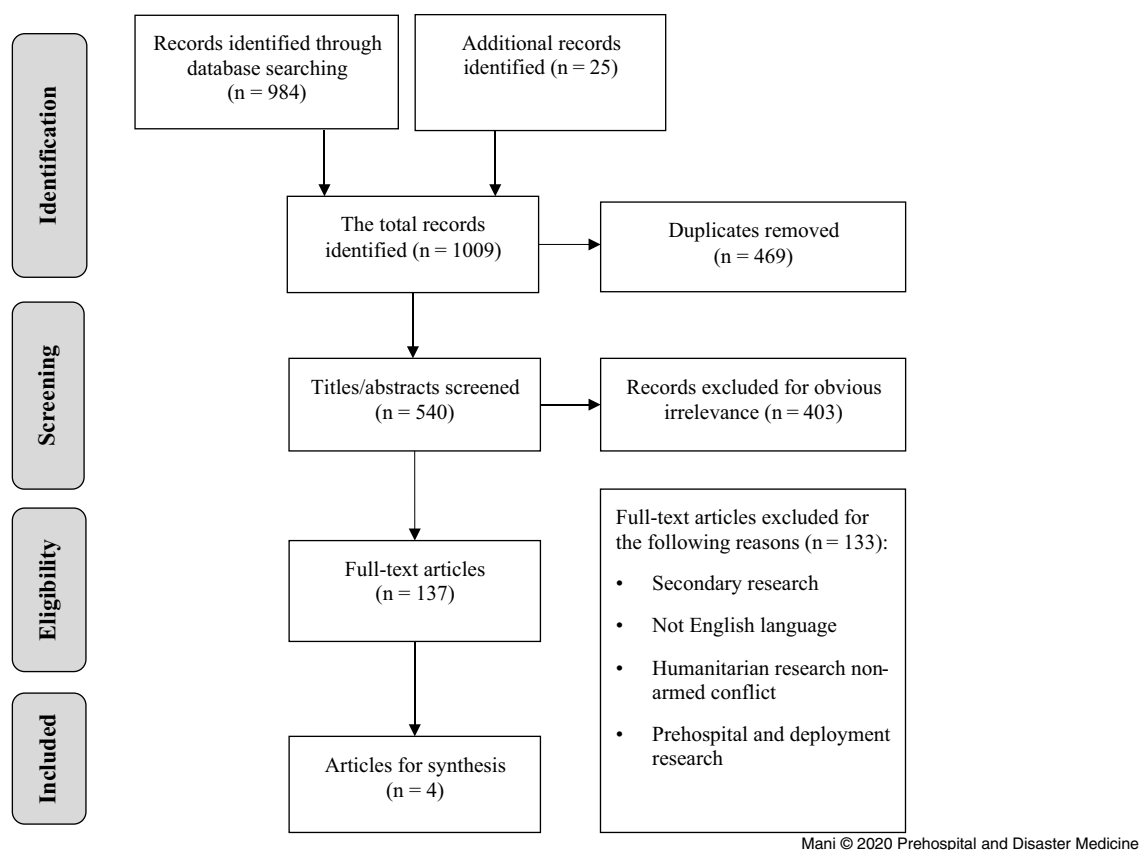 Identification
Records identified through
database searching
(n = 984)
Additional records
identified (n = 25)
The total records
identified (n = 1009)
Duplicates removed
(n = 469)
Screening
Titles/abstracts screened
(n = 540)
Records excluded for obvious
irrelevance (n = 403)
Eligibility
Full-text articles
(n = 137)
Full-text articles excluded for
the following reasons (n = 133):
• Secondary research
• Not English language
• Humanitarian research non-
armed conflict
• Prehospital and deployment
research
Included
Articles for synthesis
(n = 4)
Mani © 2020 Prehospital and Disaster Medicine